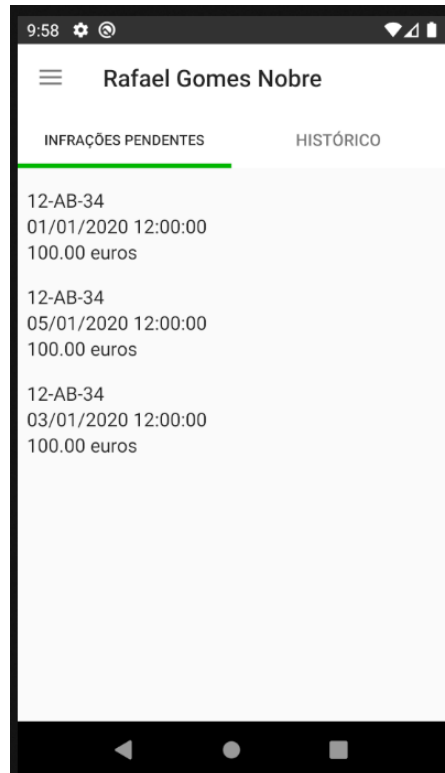 9:58
Rafael Gomes Nobre
INFRAÇÕES PENDENTES
HISTÓRICO
12-AB-34
01/01/2020 12:00:00
100.00 euros
12-AB-34
05/01/2020 12:00:00
100.00 euros
12-AB-34
03/01/2020 12:00:00
100.00 euros